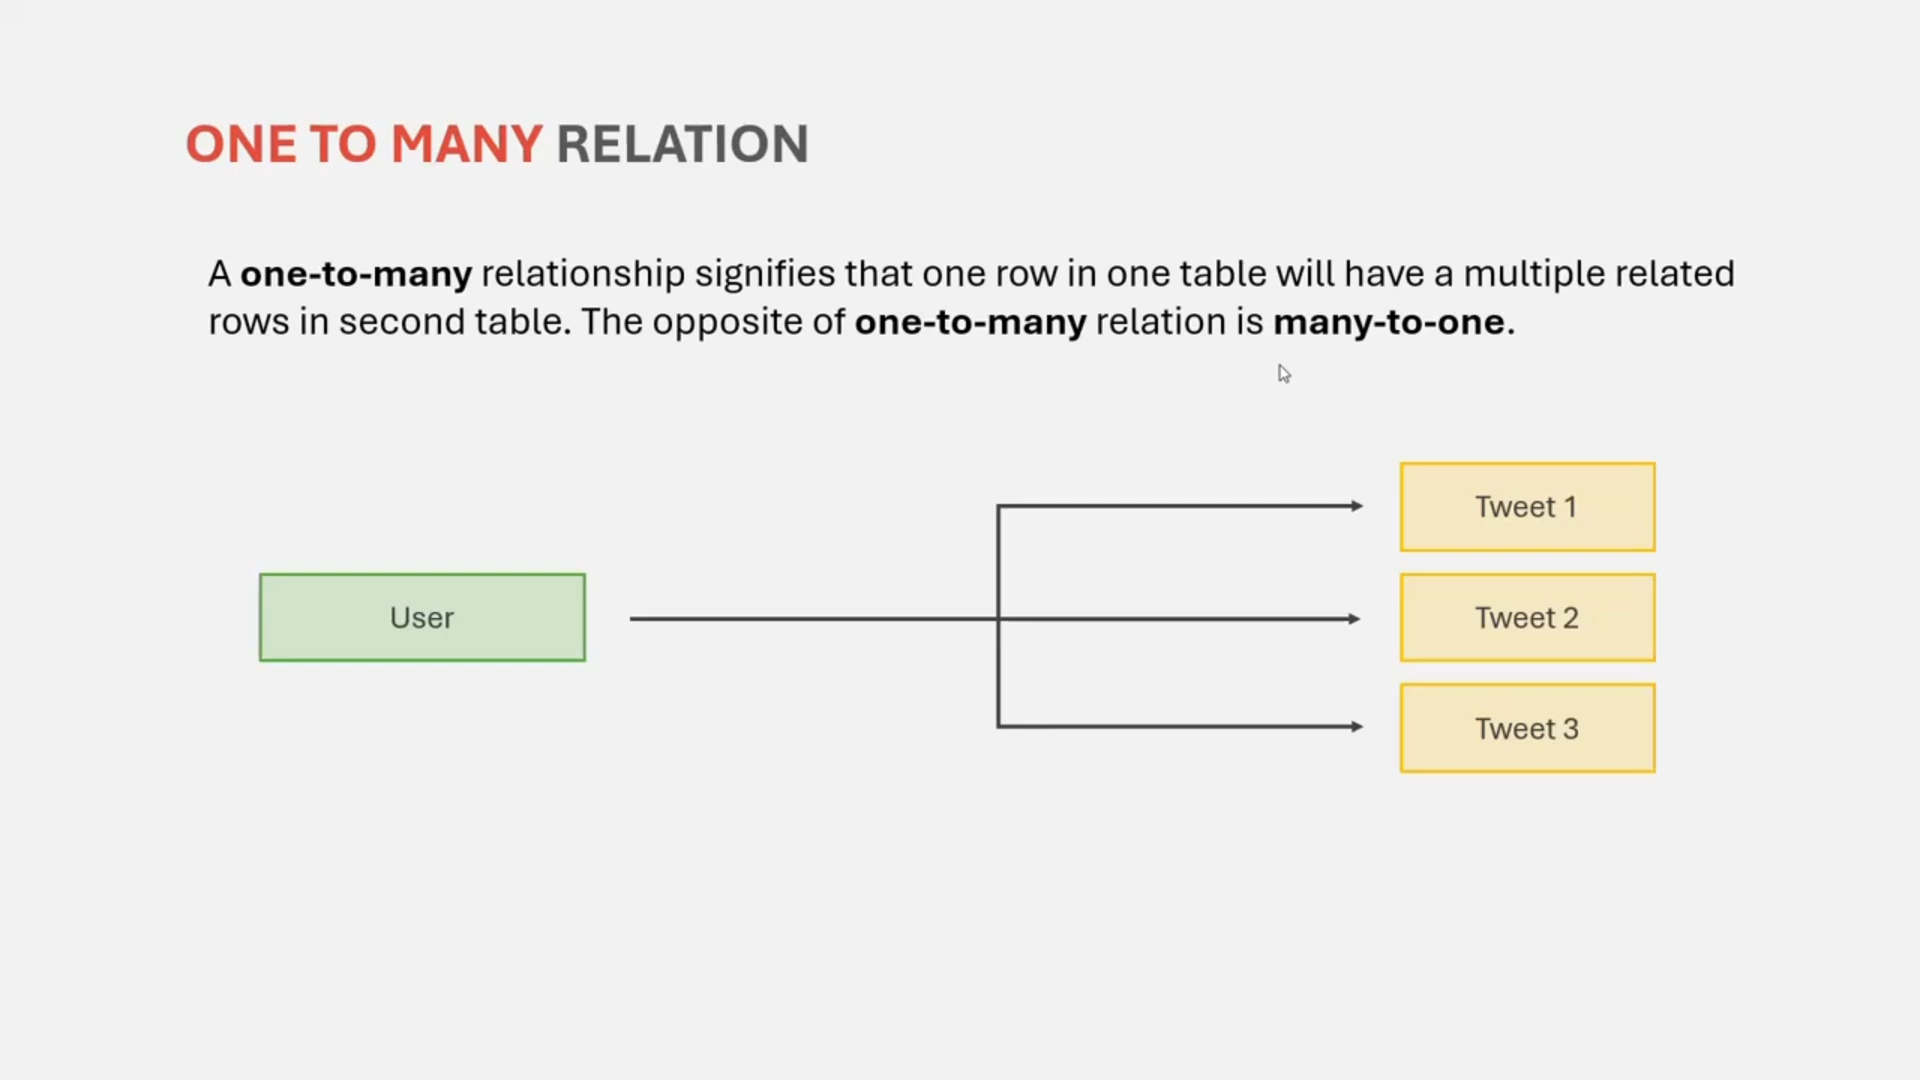 ONE TO MANY RELATION
A one-to-many relationship signifies that one row in one table will have a multiple related
rows in second table. The opposite of one-to-many relation is many-to-one.
Tweet 1
User
Tweet 2
Tweet 3